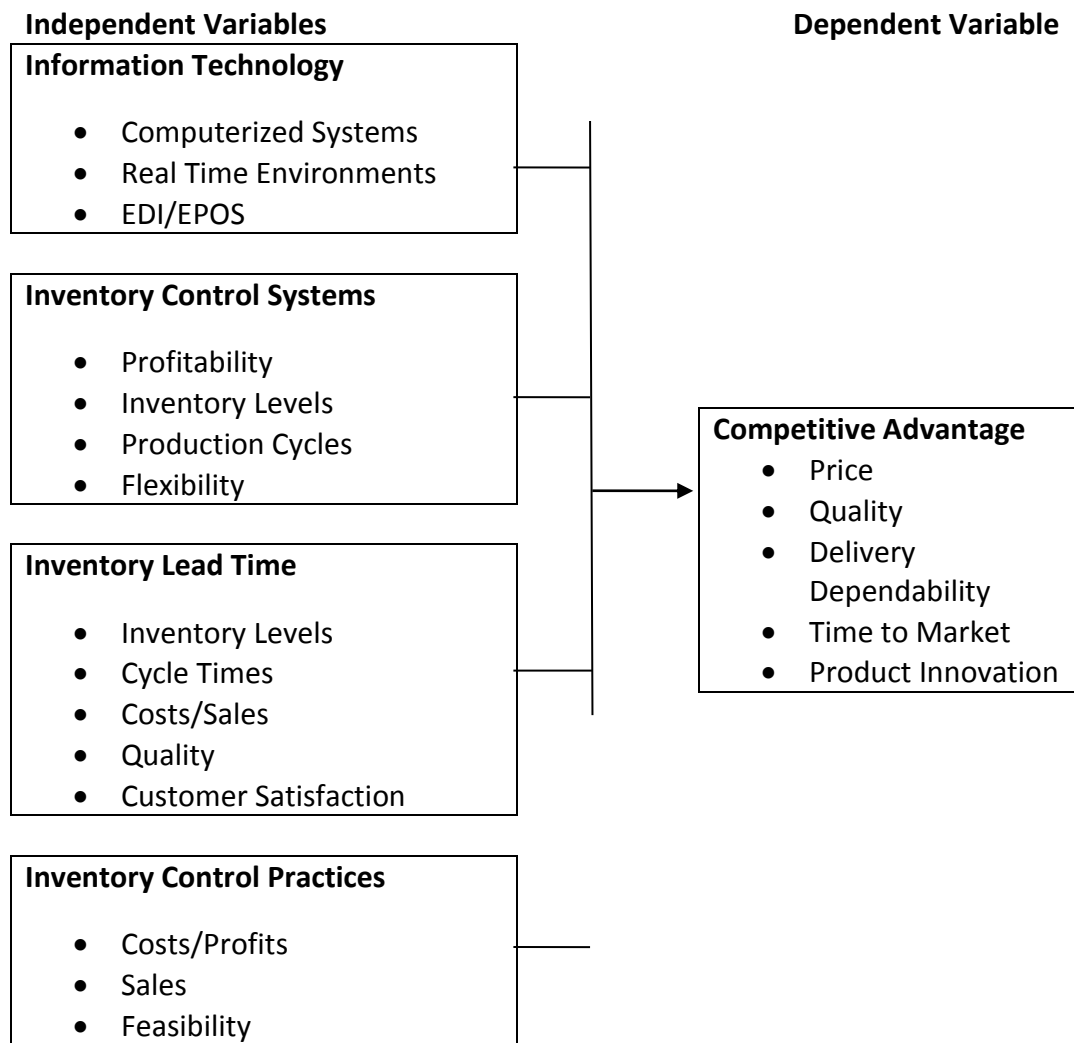 Independent Variables
Dependent Variable
Information Technology
• Computerized Systems
• Real Time Environments
• EDI/EPOS
Inventory Control Systems
• Profitability
• Inventory Levels
• Production Cycles
• Flexibility
Inventory Lead Time
• Inventory Levels
• Cycle Times
• Costs/Sales
• Quality
• Customer Satisfaction
Inventory Control Practices
• Costs/Profits
• Sales
• Feasibility
Competitive Advantage
• Price
• Quality
• Delivery
Dependability
• Time to Market
• Product Innovation